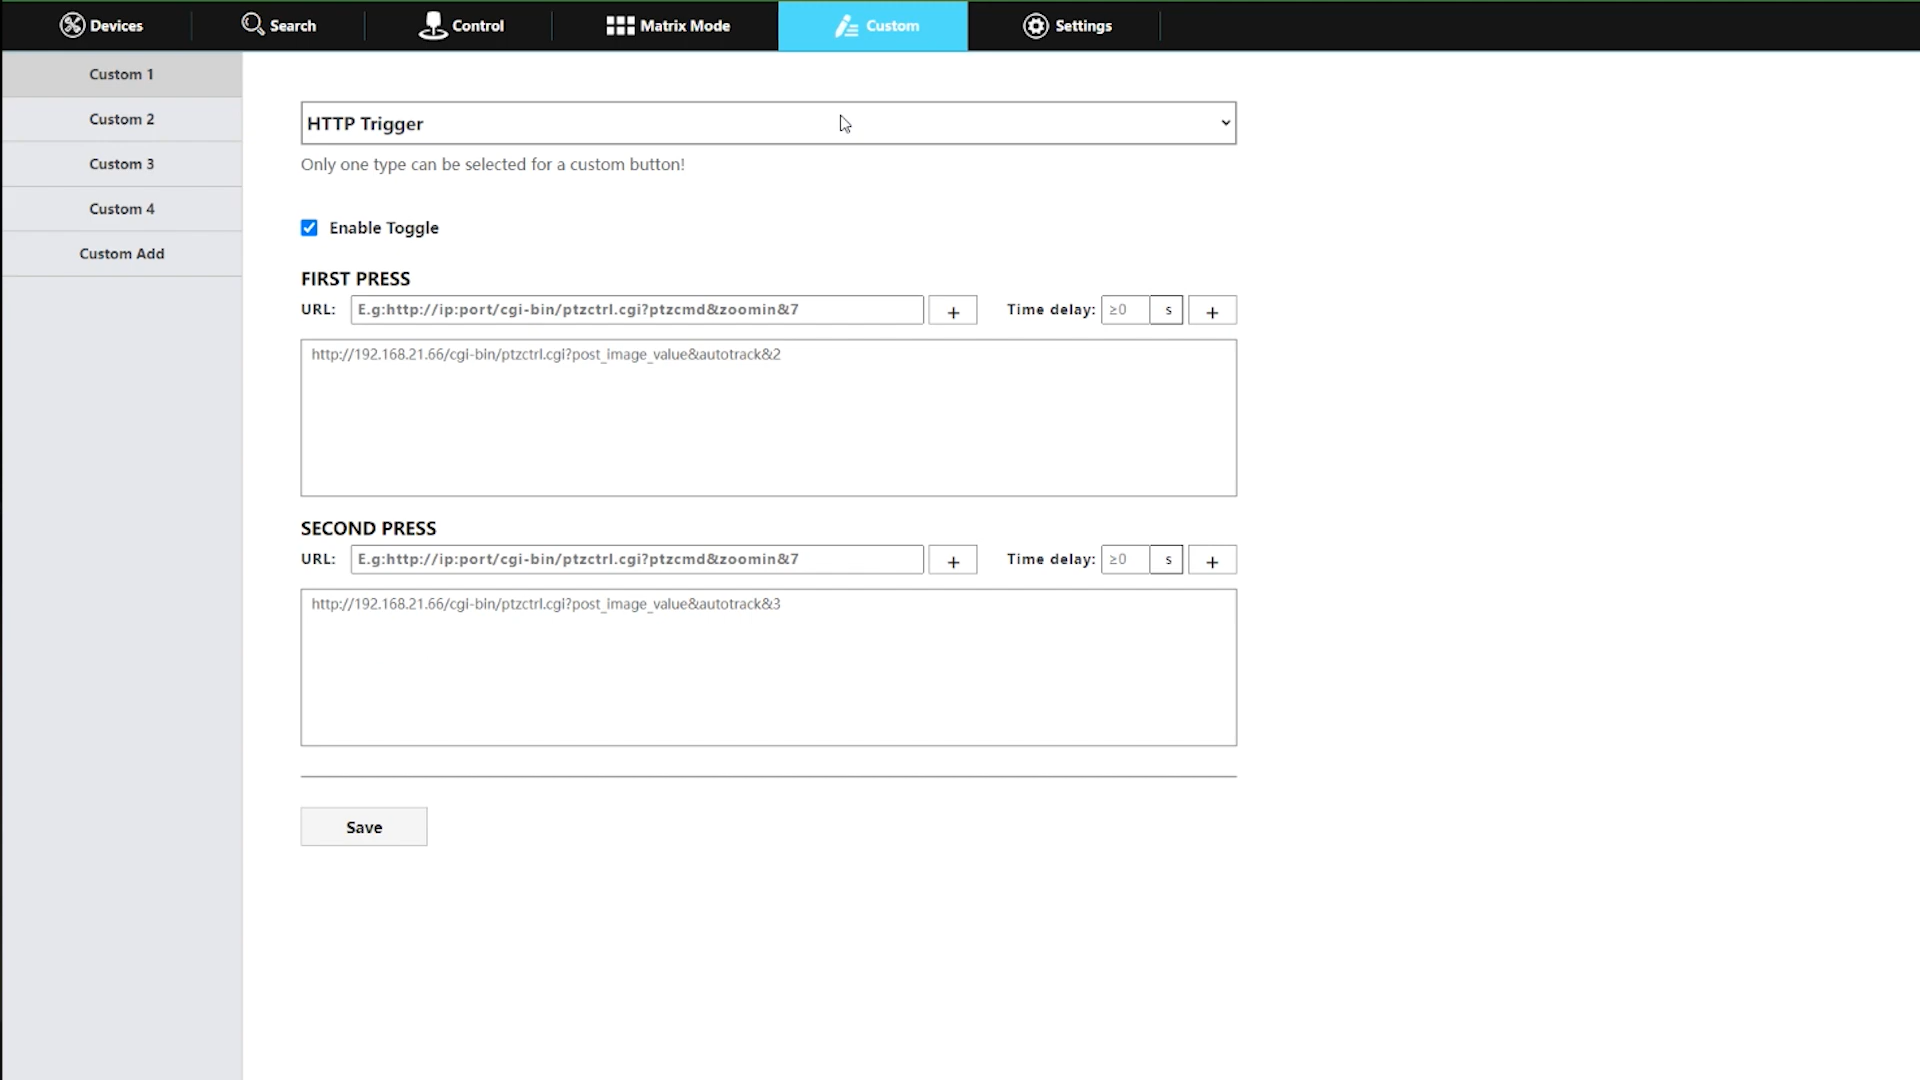 Devices
Search
Control
Matrix Mode
Custom
Settings
Custom 1
Custom 2
Custom 3
Custom 4
Custom Add
HTTP Trigger
Only one type can be selected for a custom button!
Enable Toggle
FIRST PRESS
URL: E.g:http://ip:port/cgi-bin/ptzctrl.cgi?ptzcmd&zoomin&7 + Time delay: ≥0 s +
http://192.168.21.66/cgi-bin/ptzctrl.cgi?post_image_value&autotrack&2
SECOND PRESS
URL: E.g:http://ip:port/cgi-bin/ptzctrl.cgi?ptzcmd&zoomin&7 + Time delay: ≥0 s +
http://192.168.21.66/cgi-bin/ptzctrl.cgi?post_image_value&autotrack&3
Save